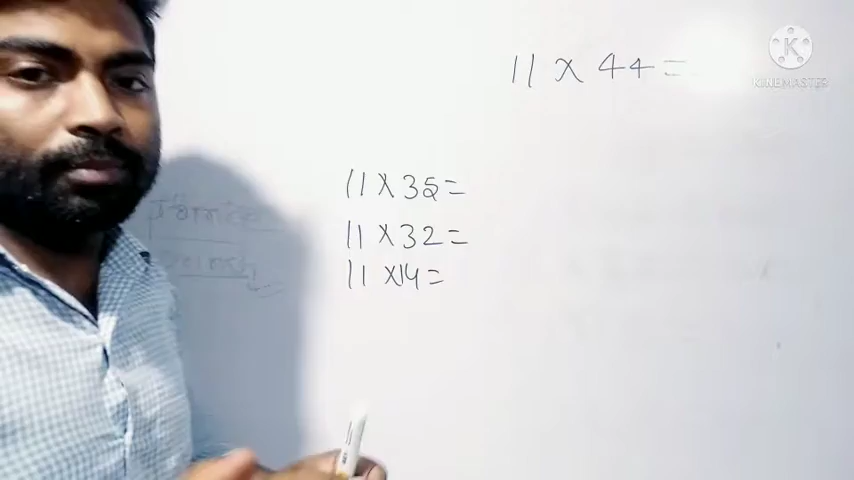 11 x 44 =
K
KINEMASTER
11 x 35 =
11 x 32 =
11 x 14 =